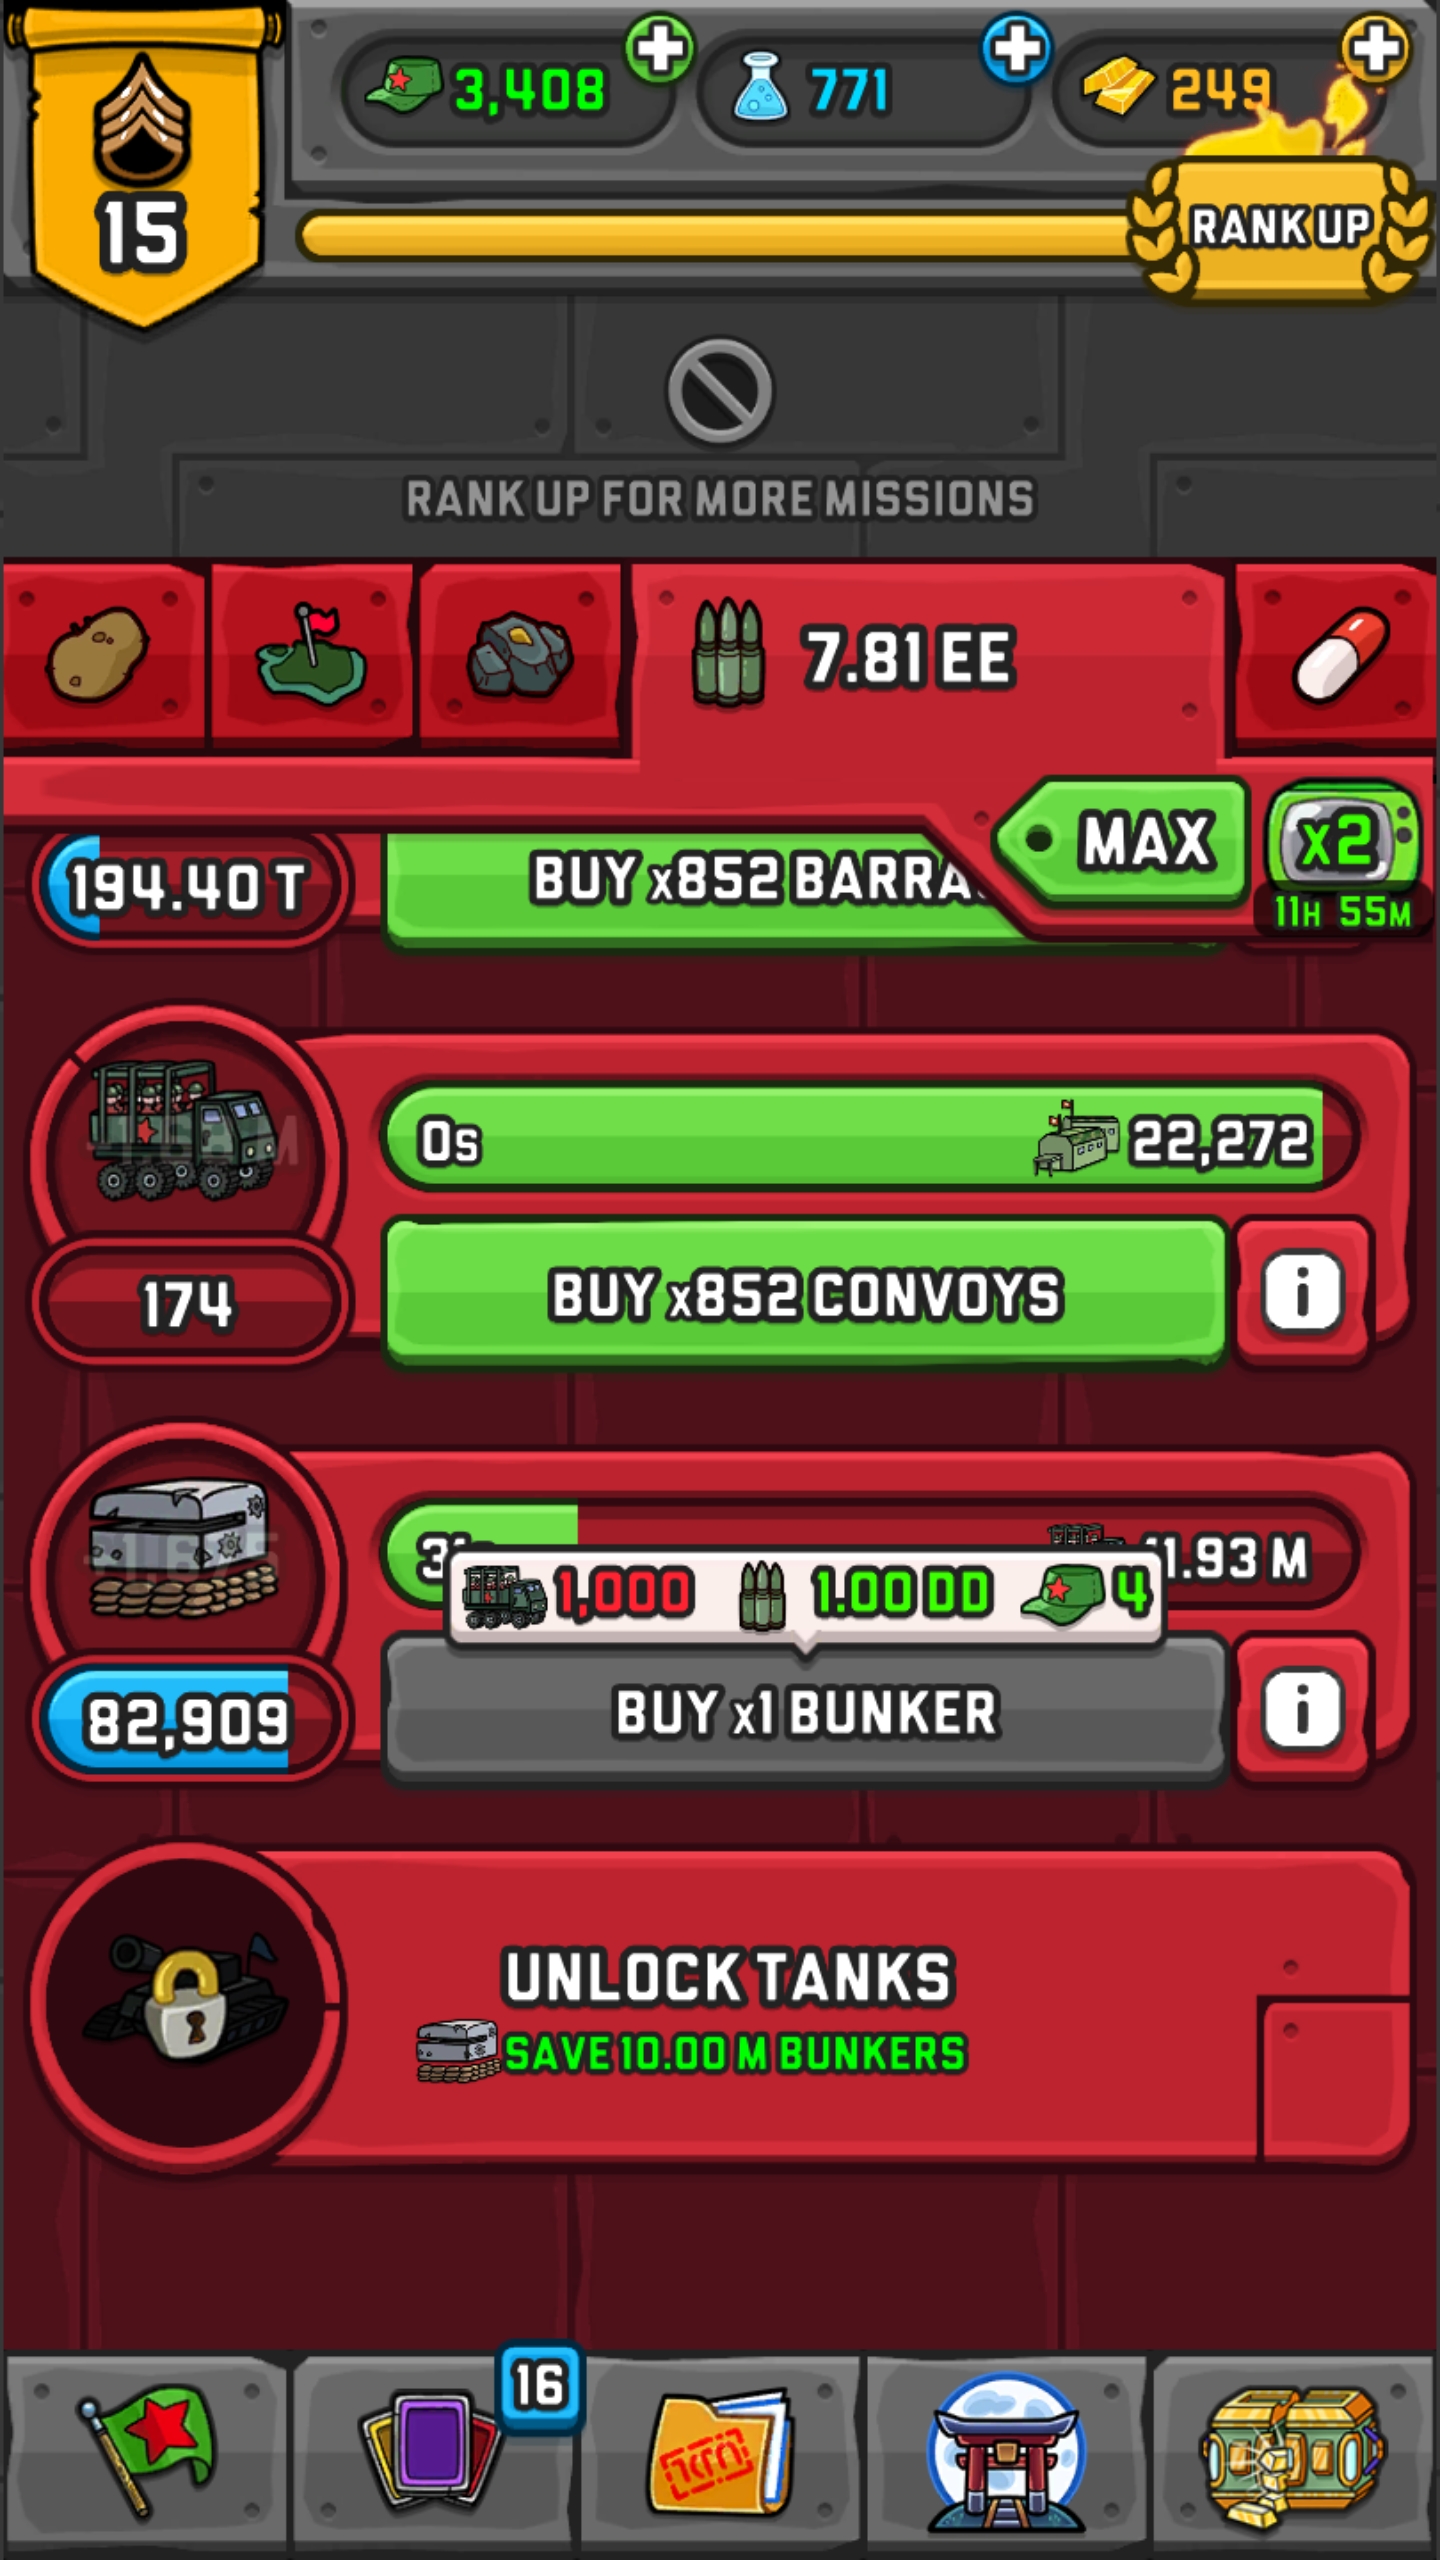 3,408
771
249
15
RANK UP
RANK UP FOR MORE MISSIONS
7.81 EE
MAX
x2
11H 55M
194.40 T
BUY x852
0s
22,272
174
BUY x852 CONVOYS
1.93 M
1,000
1.00 DD
4
82,909
BUY x1 BUNKER
UNLOCK TANKS
SAVE 10.00 M BUNKERS
16